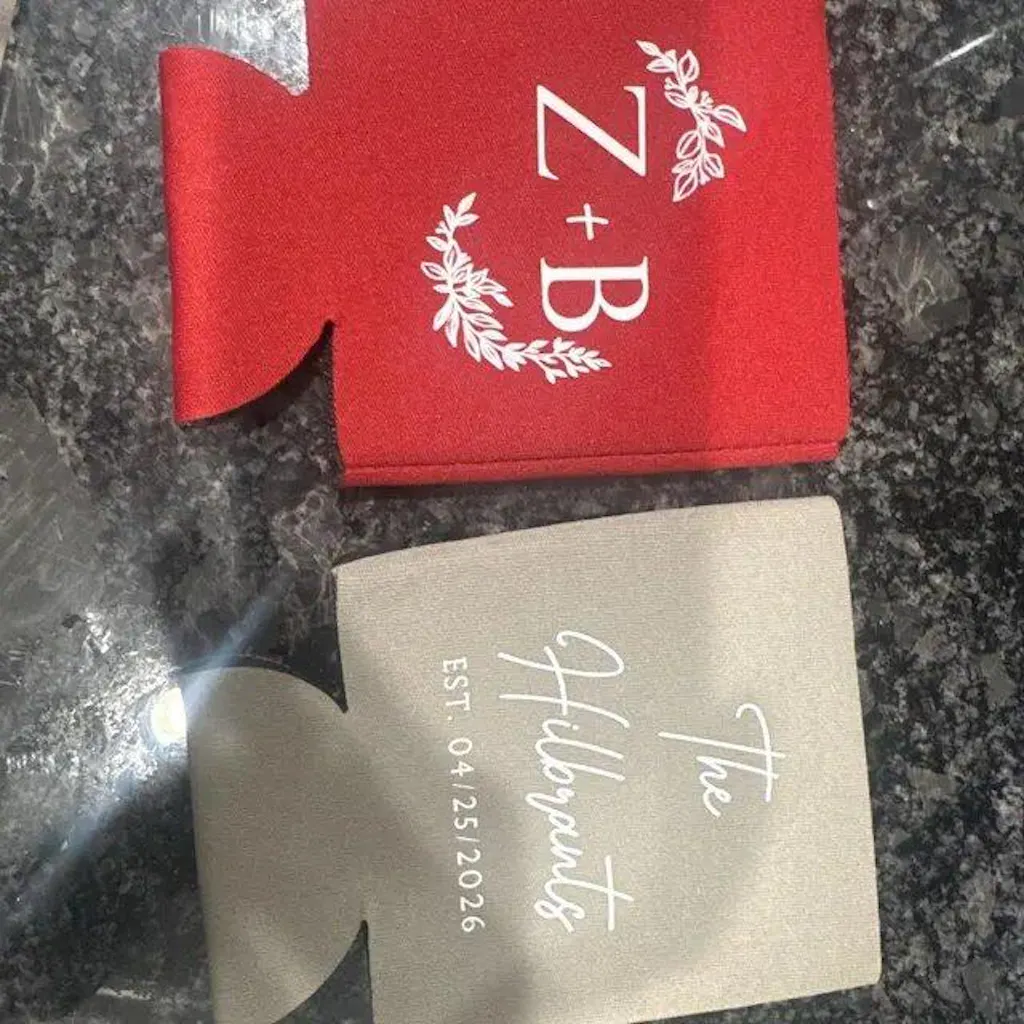 Z + B
The
Hilbrants
EST. 04/25/2026